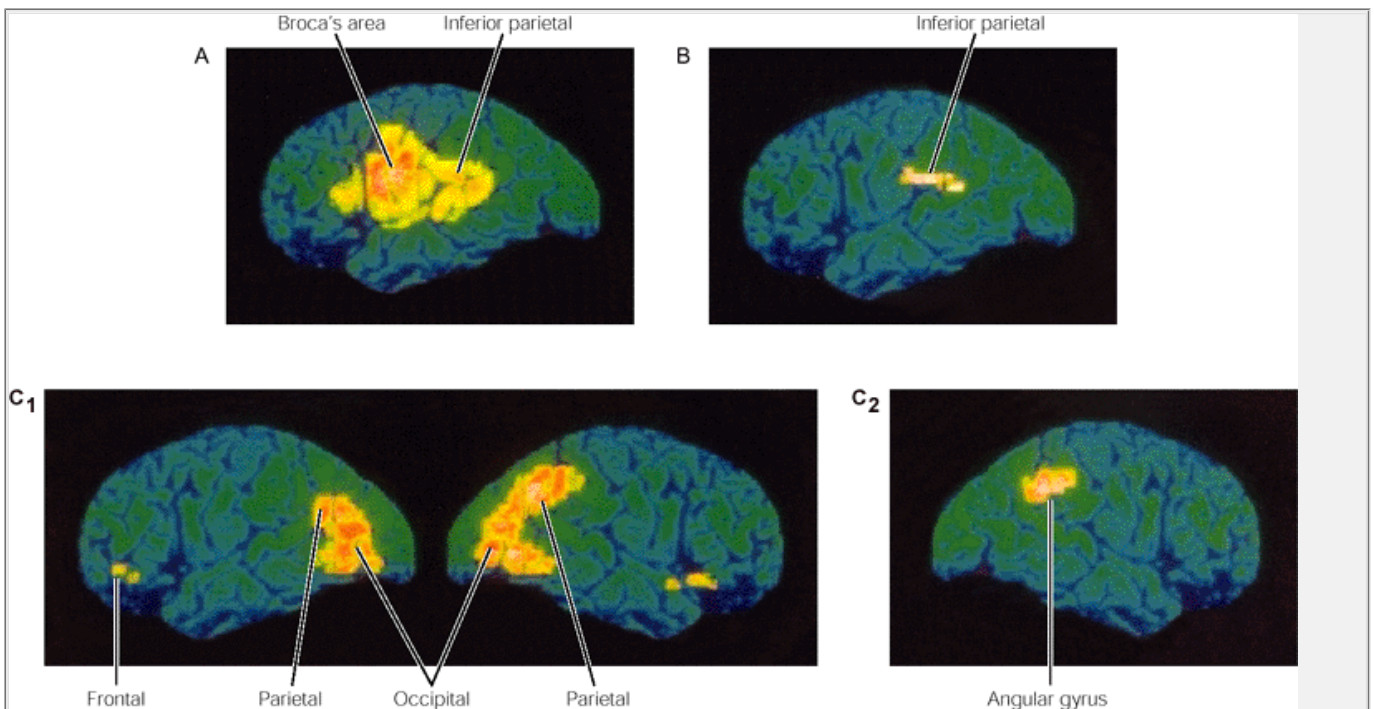 Broca's area Inferior parietal Inferior parietal
A B
C1 C2
Frontal Parietal Occipital Parietal Angular gyrus